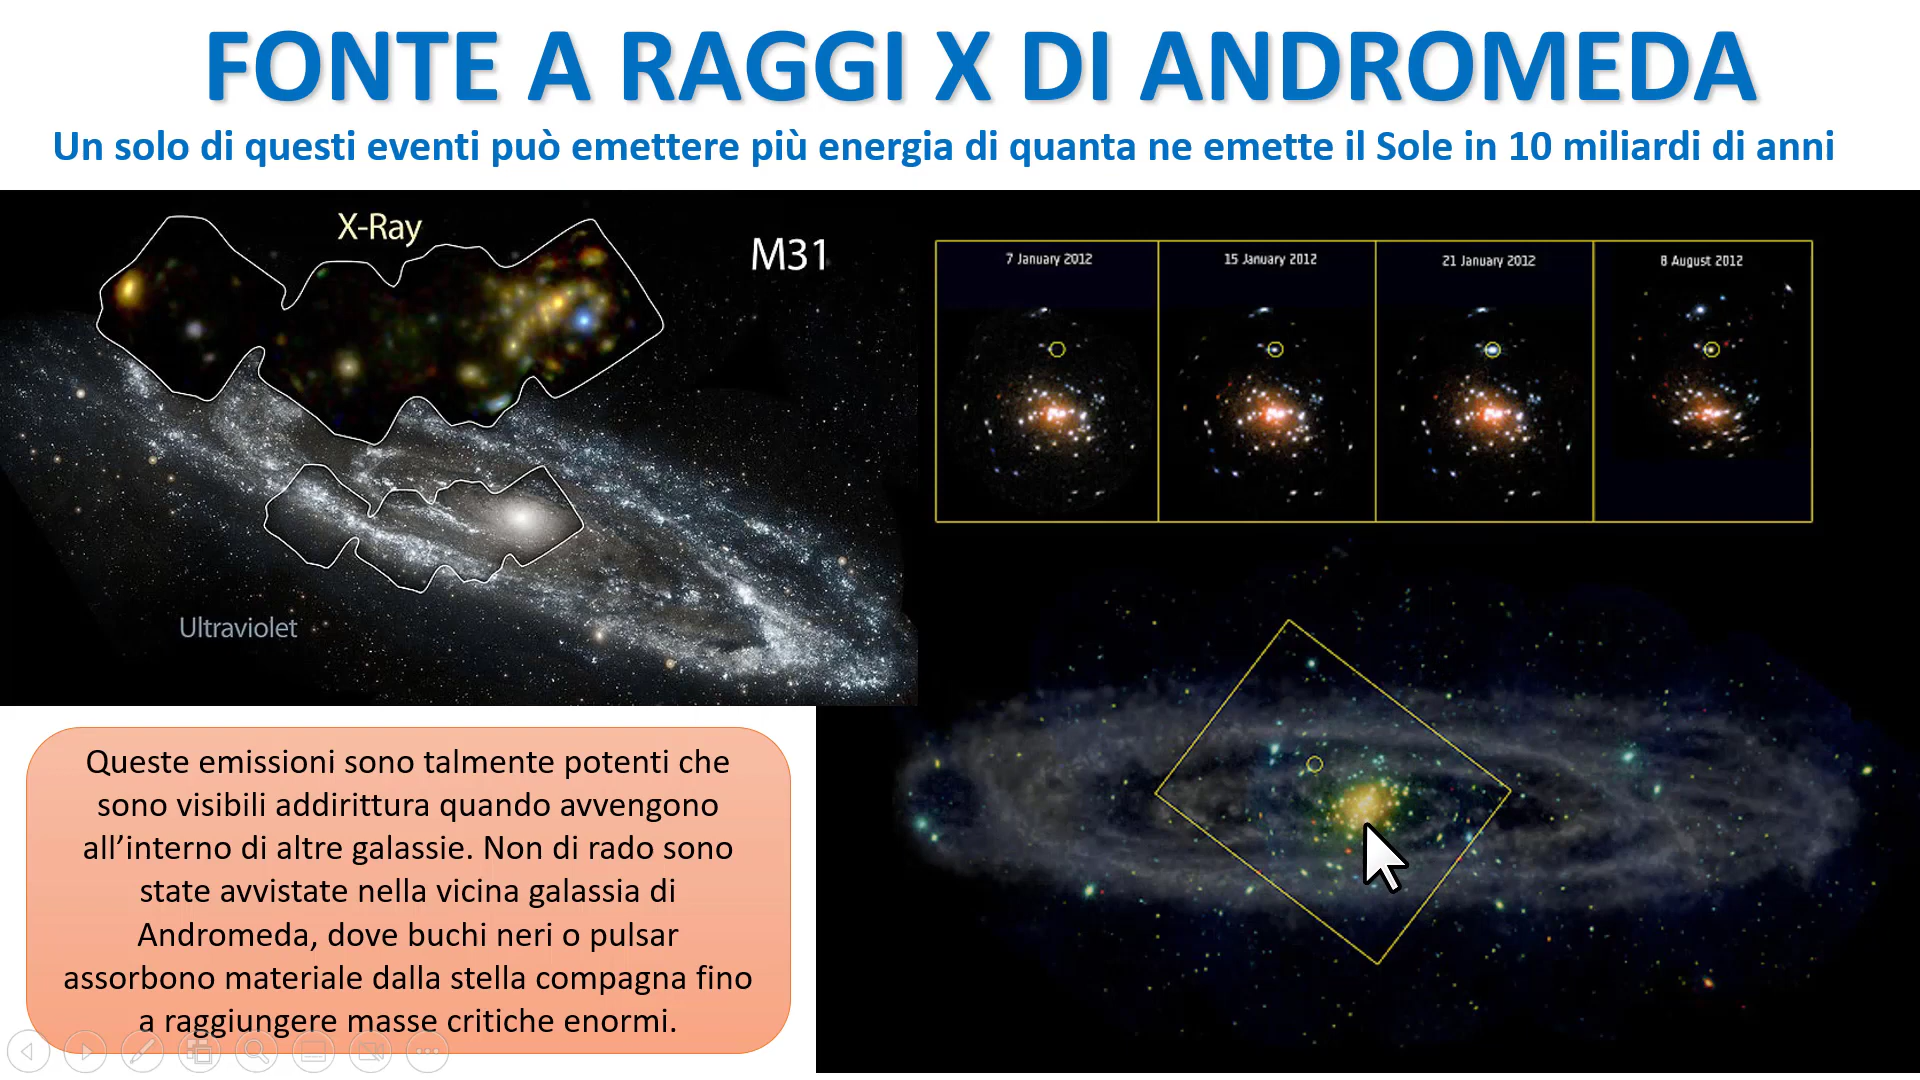 FONTE A RAGGI X DI ANDROMEDA
Un solo di questi eventi può emettere più energia di quanta ne emette il Sole in 10 miliardi di anni
X-Ray
M31
Ultraviolet
7 January 2012
15 January 2012
21 January 2012
8 August 2012
Queste emissioni sono talmente potenti che
sono visibili addirittura quando avvengono
all’interno di altre galassie. Non di rado sono
state avvistate nella vicina galassia di
Andromeda, dove buchi neri o pulsar
assorbono materiale dalla stella compagna fino
a raggiungere masse critiche enormi.